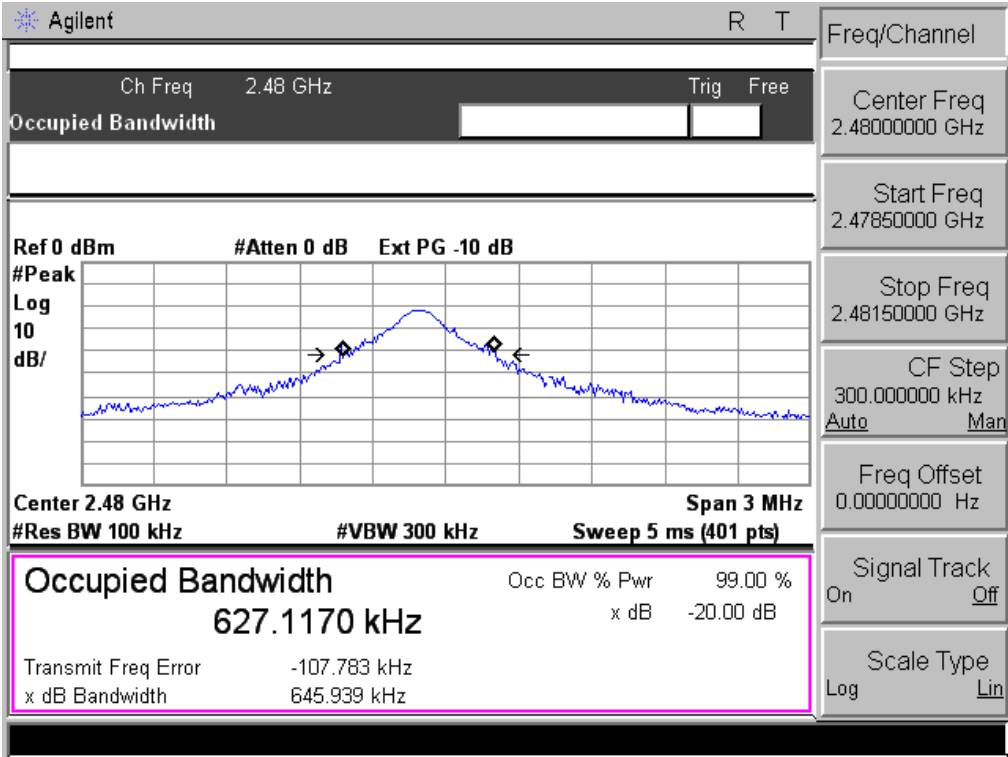 Agilent R T
Ch Freq 2.48 GHz Trig Free
Occupied Bandwidth
Ref 0 dBm #Atten 0 dB Ext PG -10 dB
#Peak
Log
10
dB/
Center 2.48 GHz Span 3 MHz
#Res BW 100 kHz #VBW 300 kHz Sweep 5 ms (401 pts)
Occupied Bandwidth
627.1170 kHz
Occ BW % Pwr 99.00 %
x dB -20.00 dB
Transmit Freq Error -107.783 kHz
x dB Bandwidth 645.939 kHz
Freq/Channel
Center Freq
2.48000000 GHz
Start Freq
2.47850000 GHz
Stop Freq
2.48150000 GHz
CF Step
300.000000 kHz
Auto Man
Freq Offset
0.00000000 Hz
Signal Track
On Off
Scale Type
Log Lin